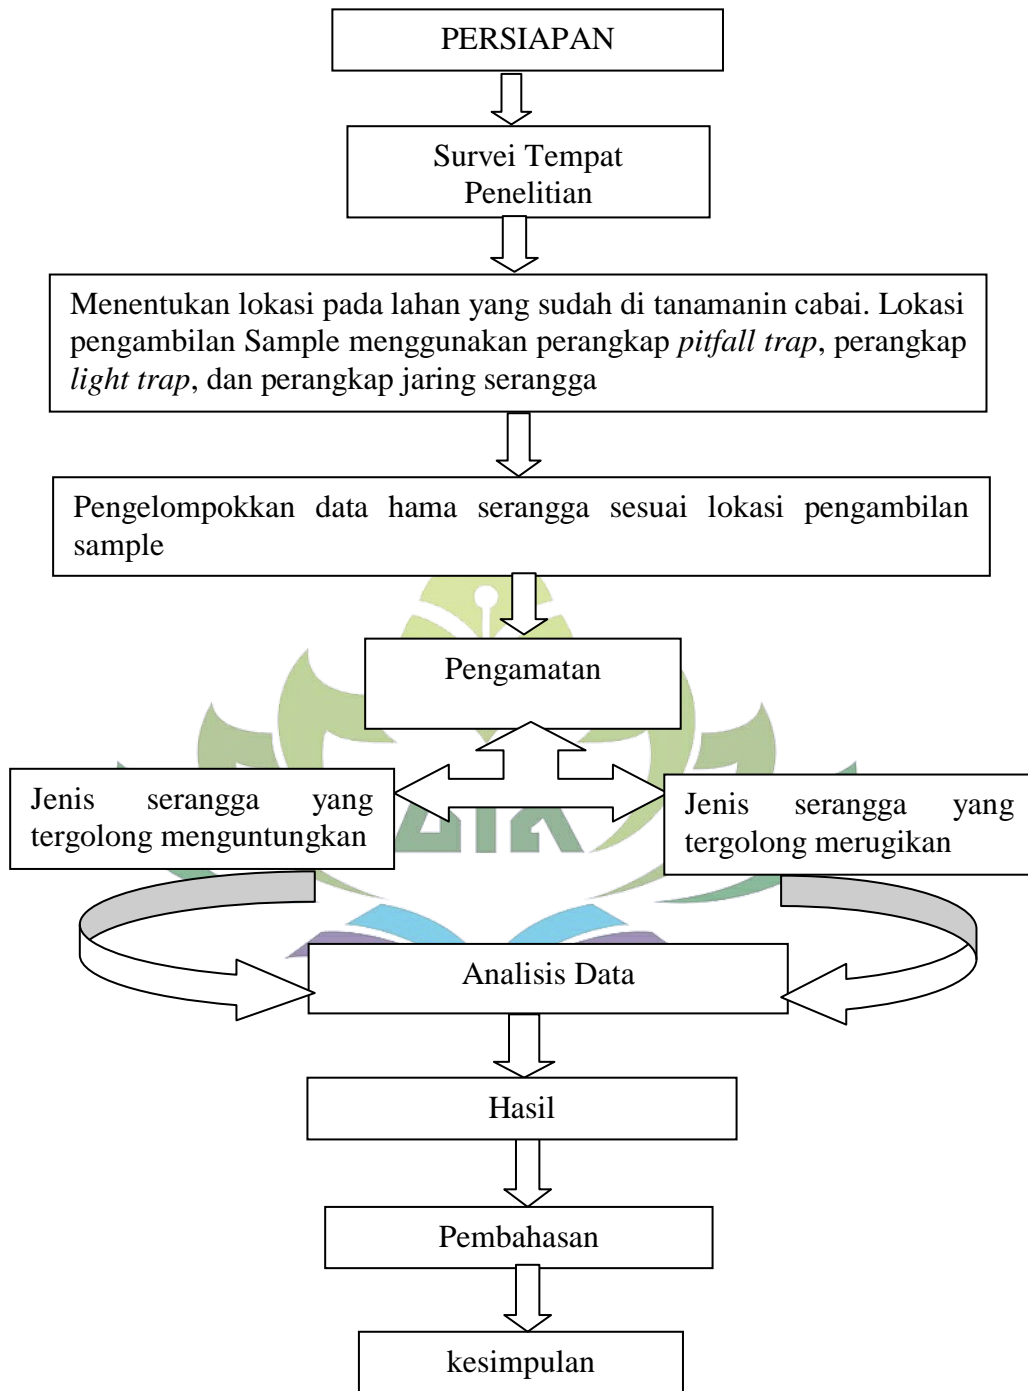 PERSIAPAN
Survei Tempat
Penelitian
Menentukan lokasi pada lahan yang sudah di tanamanin cabai. Lokasi
pengambilan Sample menggunakan perangkap pitfall trap, perangkap
light trap, dan perangkap jaring serangga
Pengelompokkan data hama serangga sesuai lokasi pengambilan
sample
Pengamatan
Jenis serangga yang
tergolong menguntungkan
Jenis serangga yang
tergolong merugikan
Analisis Data
Hasil
Pembahasan
kesimpulan